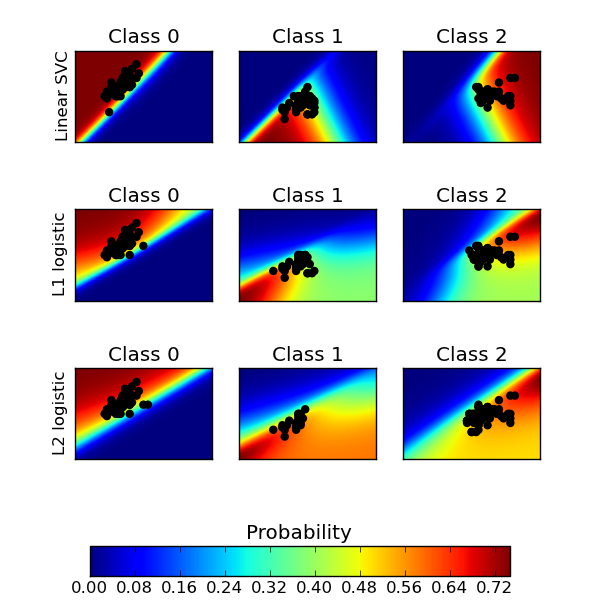 Class 0 Class 1 Class 2
Linear SVC
Class 0 Class 1 Class 2
L1 logistic
Class 0 Class 1 Class 2
L2 logistic
Probability
0.00 0.08 0.16 0.24 0.32 0.40 0.48 0.56 0.64 0.72